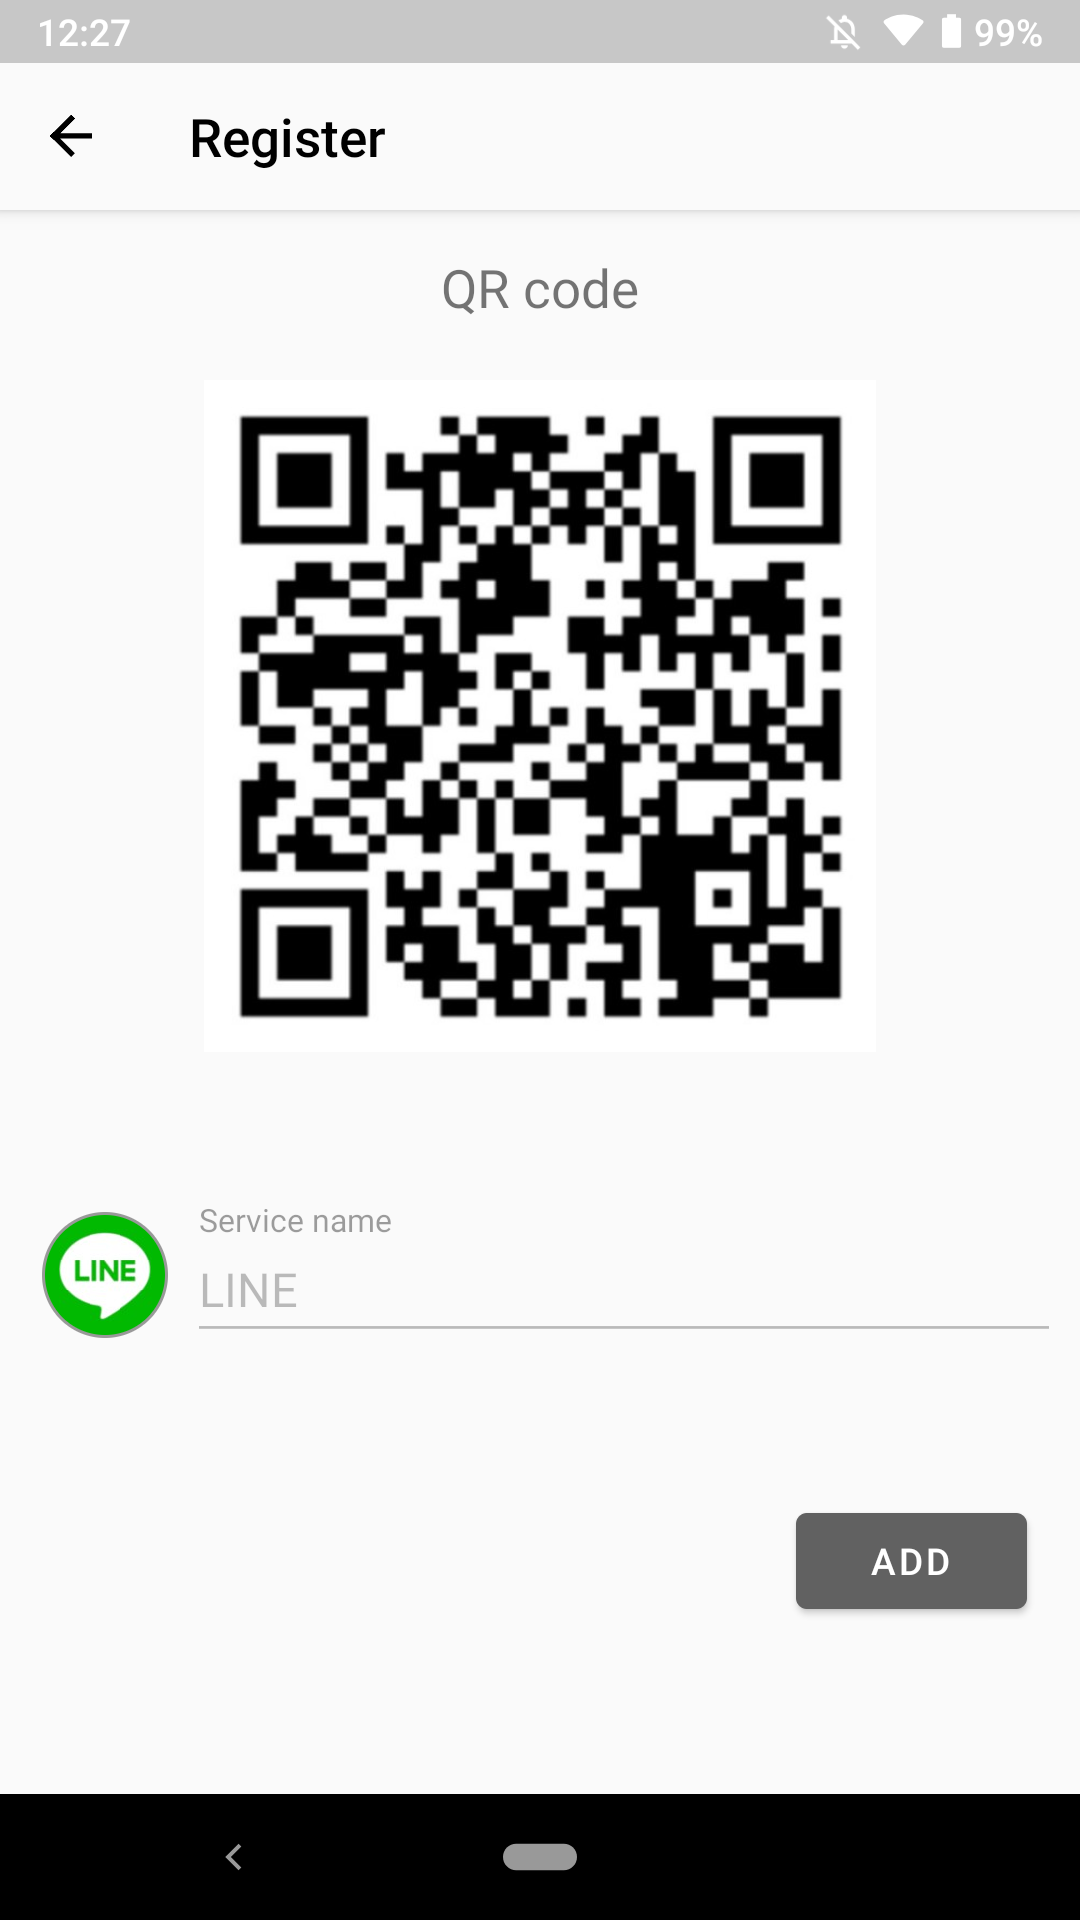 12:27
99%
Register
QR code
Service name
LINE
LINE
ADD